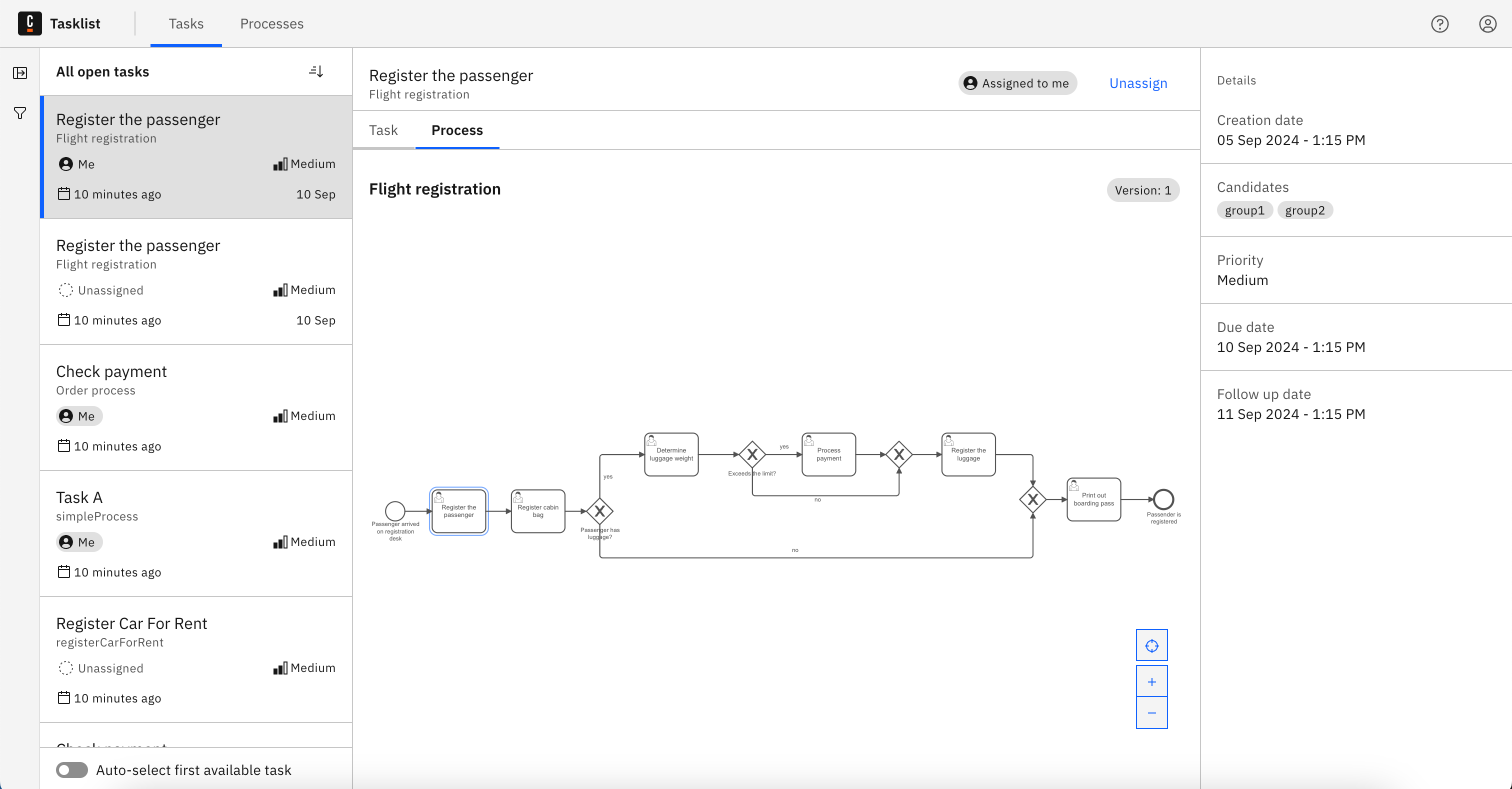 Tasklist
Tasks
Processes
All open tasks
Register the passenger
Flight registration
Me
Medium
10 minutes ago
10 Sep
Register the passenger
Flight registration
Unassigned
Medium
10 minutes ago
10 Sep
Check payment
Order process
Me
Medium
10 minutes ago
Task A
simpleProcess
Me
Medium
10 minutes ago
Register Car For Rent
registerCarForRent
Unassigned
Medium
10 minutes ago
Check payment
Auto-select first available task
Register the passenger
Flight registration
Assigned to me
Unassign
Task
Process
Flight registration
Version: 1
Passenger arrived
on registration
desk
Register the
passenger
Register cabin
bag
Passenger has
luggage?
yes
Determine
luggage weight
Exceeds the limit?
yes
no
Process
payment
Register the
luggage
no
Print out
boarding pass
Passender is
registered
Details
Creation date
05 Sep 2024 - 1:15 PM
Candidates
group1
group2
Priority
Medium
Due date
10 Sep 2024 - 1:15 PM
Follow up date
11 Sep 2024 - 1:15 PM